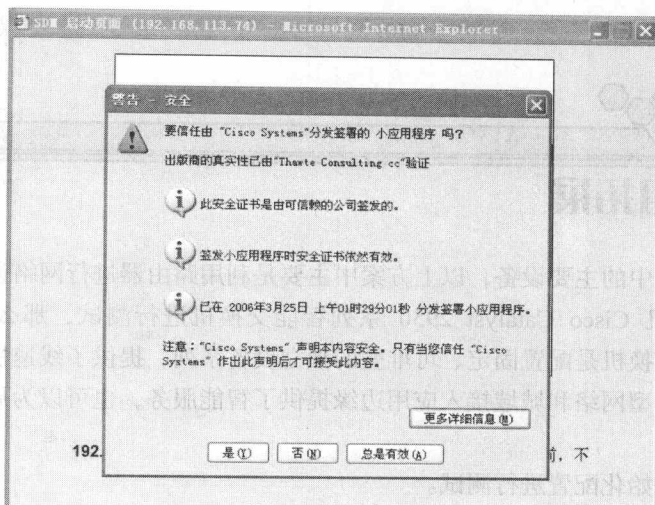 SDM 启动页面 (192.168.113.74) - Microsoft Internet Explorer
警告 - 安全
要信任由 "Cisco Systems"分发签署的 小应用程序 吗?
出版商的真实性已由"Thawte Consulting cc"验证
此安全证书是由可信赖的公司签发的。
签发小应用程序时安全证书依然有效。
已在 2006年3月25日 上午01时29分01秒 分发签署小应用程序。
注意："Cisco Systems" 声明本内容安全。只有当您信任 "Cisco
Systems" 作出此声明后才可接受此内容。
更多详细信息(M)
192.
是(Y) 否(N) 总是有效(A)
前，不